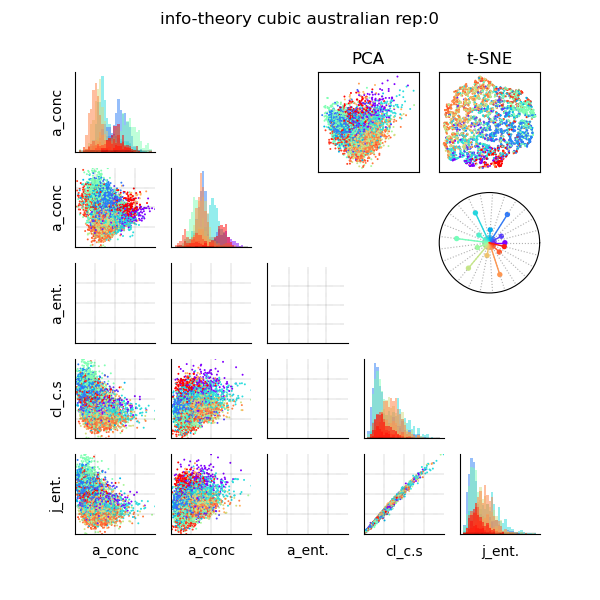 info-theory cubic australian rep:0
PCA
t-SNE
a_conc
a_conc
a_ent.
cl_c.s
j_ent.
a_conc
a_conc
a_ent.
cl_c.s
j_ent.